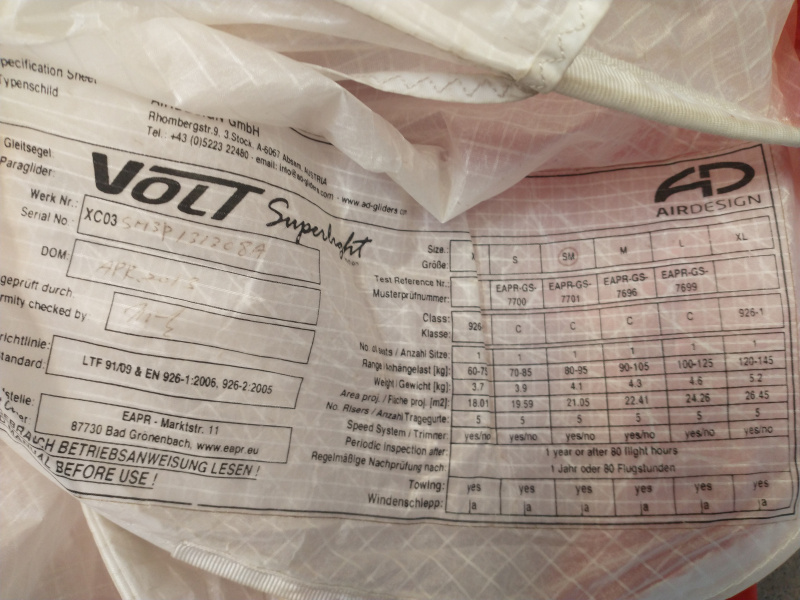 pecification Sheet
Typenschild
GmbH
Rhombergstr.9, 3.Stock, A-6067 Absam, AUSTRIA
Tel.: +43 (0)5223 22480 - email: info@ad-gliders.com - www.ad-gliders.com
Gleitsegel:
Paraglider:
VOLT Superlight
AD
AIRDESIGN
Werk Nr.:
Serial No.:
XC03
DOM:
geprüft durch
rmity checked by
richtlinie:
standard:
LTF 91/09 & EN 926-1:2006, 926-2:2005
EAPR - Marktstr. 11
87730 Bad Grönenbach, www.eapr.eu
BRAUCH BETRIEBSANWEISUNG LESEN!
BEFORE USE!
Size: S SM M L XL
Größe:
Test Reference Nr.: EAPR-GS-7700 EAPR-GS-7701 EAPR-GS-7696 EAPR-GS-7699
Musterprüfnummer:
Class: 926 C C C C 926-1
Klasse:
No. of seats / Anzahl Sitze: 1 1 1 1 1 1
Range 60-75 70-85 80-95 90-105 100-125 120-145
Weight / Gewicht [kg]: 3.7 3.9 4.1 4.3 4.6 5.2
Area proj./ Fläche proj. [m2]: 18.01 19.59 21.05 22.41 24.26 26.45
No. Risers / Anzahl Tragegurte: 5 5 5 5 5 5
Speed System / Trimmer: yes/no yes/no yes/no yes/no yes/no yes/no
Periodic Inspection after: 1 year or after 80 flight hours
Regelmäßige Nachprüfung nach: 1 Jahr oder 80 Flugstunden
Towing: yes yes yes yes yes yes
Windenschlepp: ja ja ja ja ja ja